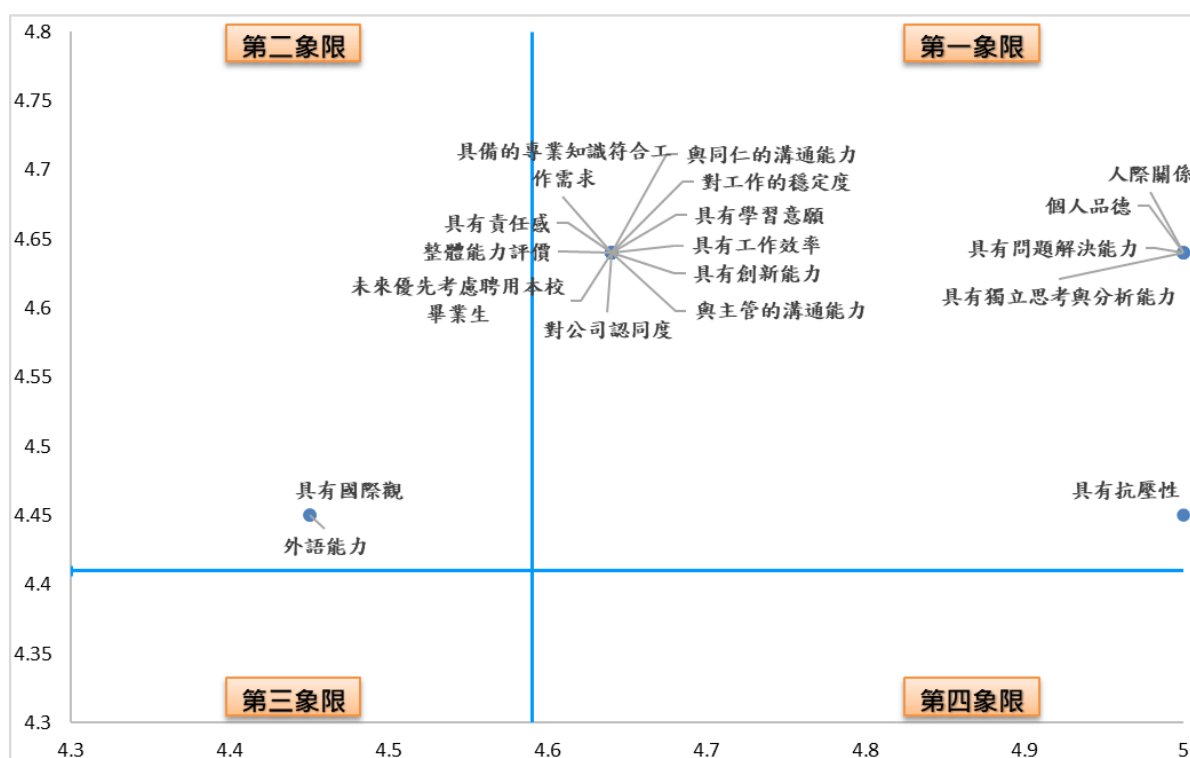 4.8
第二象限
第一象限
4.75
4.7
具備的專業知識符合工
作需求
與同仁的溝通能力
對工作的穩定度
人際關係
個人品德
4.65
具有責任感
具有學習意願
整體能力評價
具有工作效率
具有問題解決能力
4.6
未來優先考慮聘用本校
畢業生
具有創新能力
具有獨立思考與分析能力
與主管的溝通能力
對公司認同度
4.55
4.5
4.45
具有國際觀
具有抗壓性
外語能力
4.4
4.35
第三象限
第四象限
4.3
4.3 4.4 4.5 4.6 4.7 4.8 4.9 5